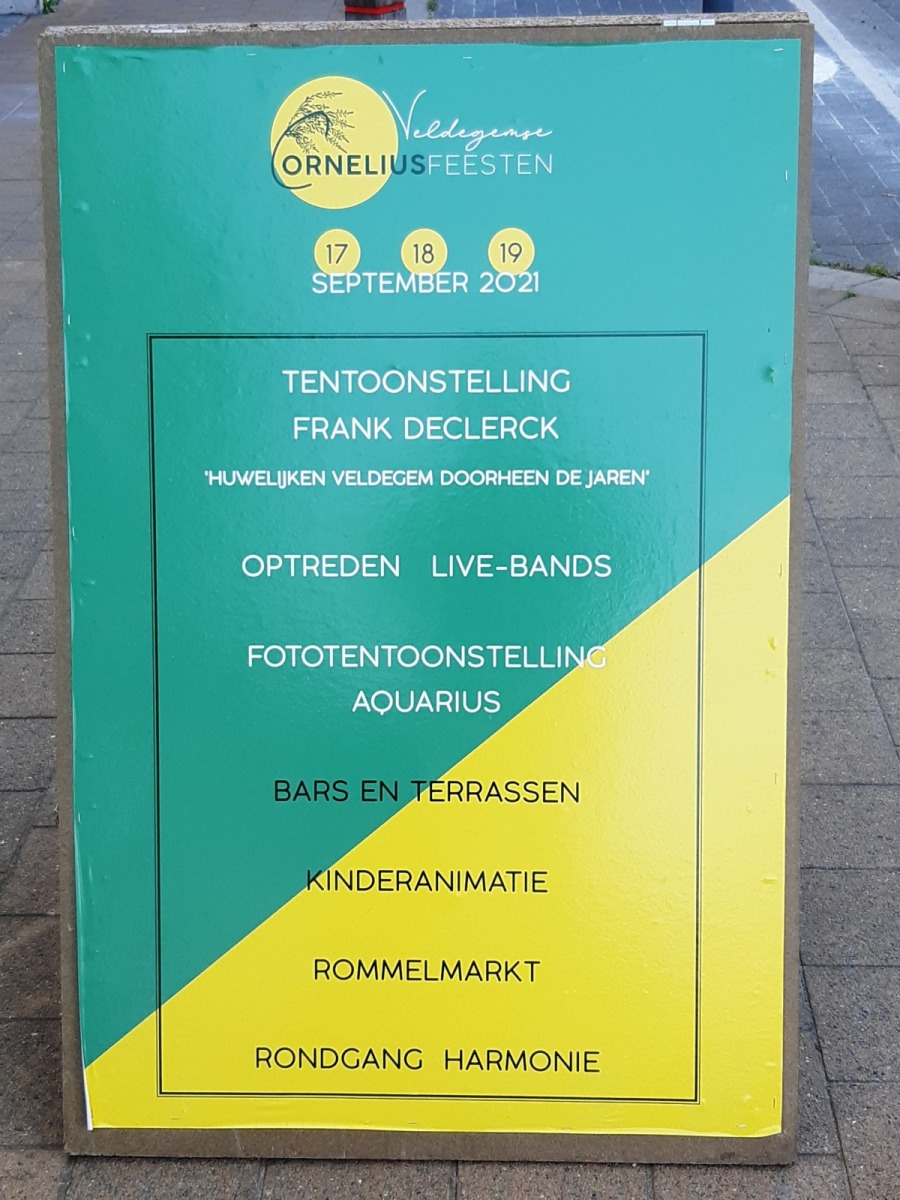 Veldegemse
CORNELIUSFEESTEN
17 18 19
SEPTEMBER 2021
TENTOONSTELLING
FRANK DECLERCK
'HUWELIJKEN VELDEGEM DOORHEEN DE JAREN'
OPTREDEN LIVE-BANDS
FOTOTENTOONSTELLING
AQUARIUS
BARS EN TERRASSEN
KINDERANIMATIE
ROMMELMARKT
RONDGANG HARMONIE